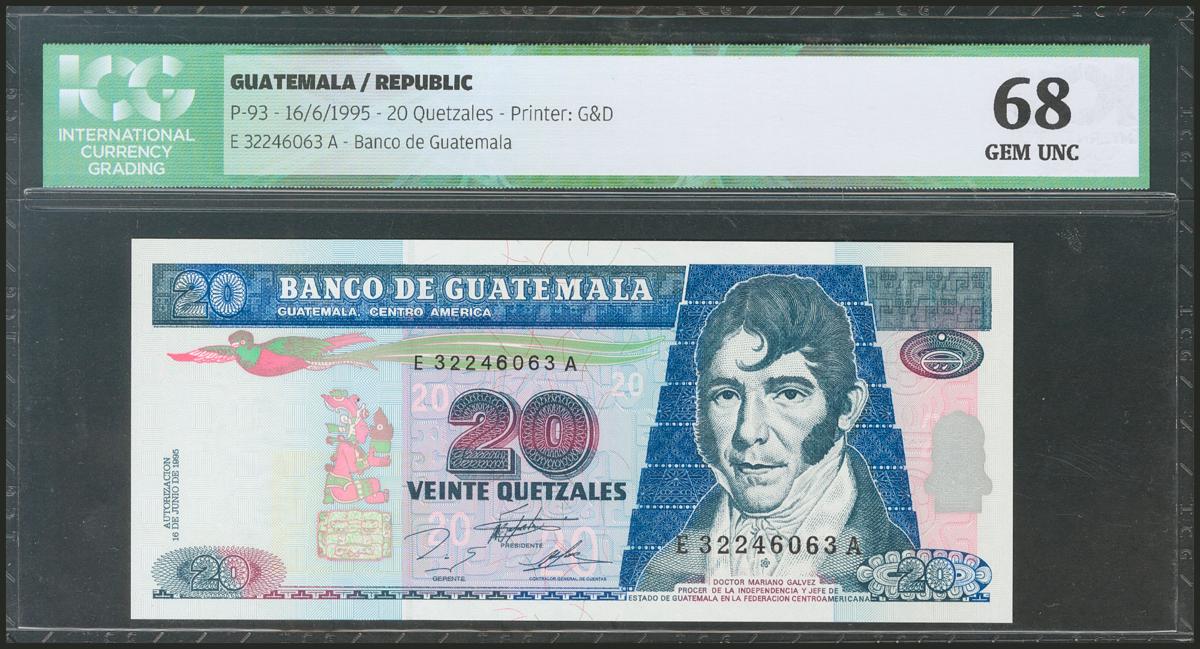 ICG
INTERNATIONAL
CURRENCY
GRADING
GUATEMALA / REPUBLIC
P-93 - 16/6/1995 - 20 Quetzales - Printer: G&D
E 32246063 A - Banco de Guatemala
68
GEM UNC
20
BANCO DE GUATEMALA
GUATEMALA, CENTRO AMERICA
E 32246063 A
20
20
20
VEINTE QUETZALES
AUTORIZACION
16 DE JUNIO DE 1995
20
20
PRESIDENTE
GERENTE
CONTRALOR GENERAL DE CUENTAS
E 32246063 A
20
20
DOCTOR MARIANO GALVEZ
PROCER DE LA INDEPENDENCIA Y JEFE DE
ESTADO DE GUATEMALA EN LA FEDERACION CENTROAMERICANA